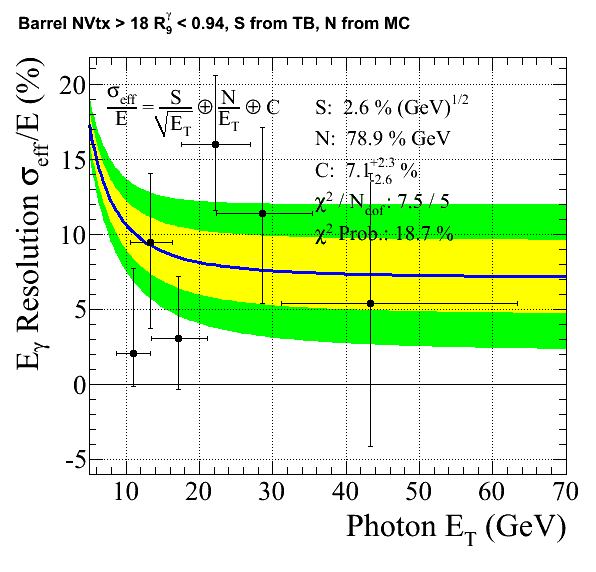 Barrel NVtx > 18 R₉ᵞ < 0.94, S from TB, N from MC
E_γ Resolution σ_eff/E (%)
σ_eff/E = S/√E_T ⊕ N/E_T ⊕ C
S: 2.6 % (GeV)^1/2
N: 78.9 % GeV
C: 7.1 +2.3 -2.6 %
χ² / N_dof: 7.5 / 5
χ² Prob.: 18.7 %
20
15
10
5
0
-5
10 20 30 40 50 60 70
Photon E_T (GeV)